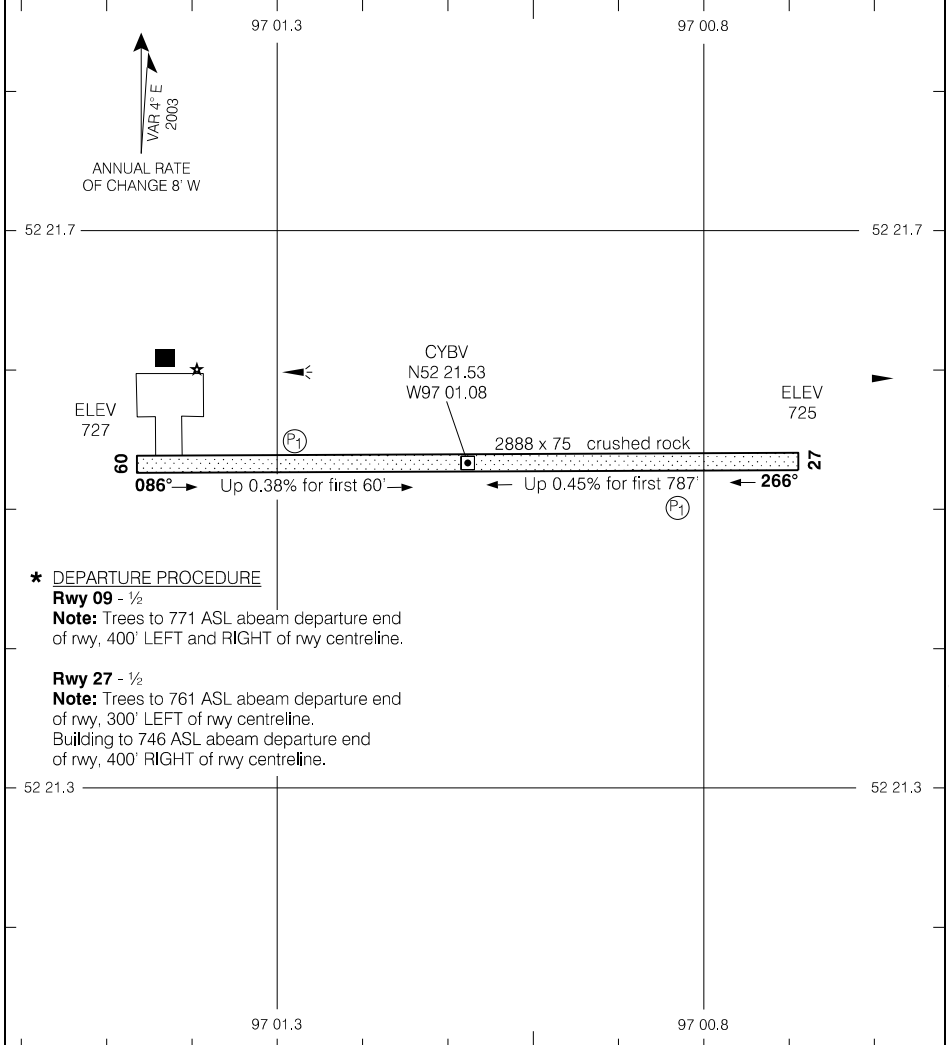 97 01.3 97 00.8
VAR 4° E
2003
ANNUAL RATE
OF CHANGE 8' W
52 21.7 52 21.7
CYBV
N52 21.53
W97 01.08
ELEV
727
ELEV
725
P1
2888 x 75 crushed rock
09
27
086° Up 0.38% for first 60' Up 0.45% for first 787' 266°
P1
* DEPARTURE PROCEDURE
Rwy 09 - ½
Note: Trees to 771 ASL abeam departure end
of rwy, 400' LEFT and RIGHT of rwy centreline.
Rwy 27 - ½
Note: Trees to 761 ASL abeam departure end
of rwy, 300' LEFT of rwy centreline.
Building to 746 ASL abeam departure end
of rwy, 400' RIGHT of rwy centreline.
52 21.3 52 21.3
97 01.3 97 00.8